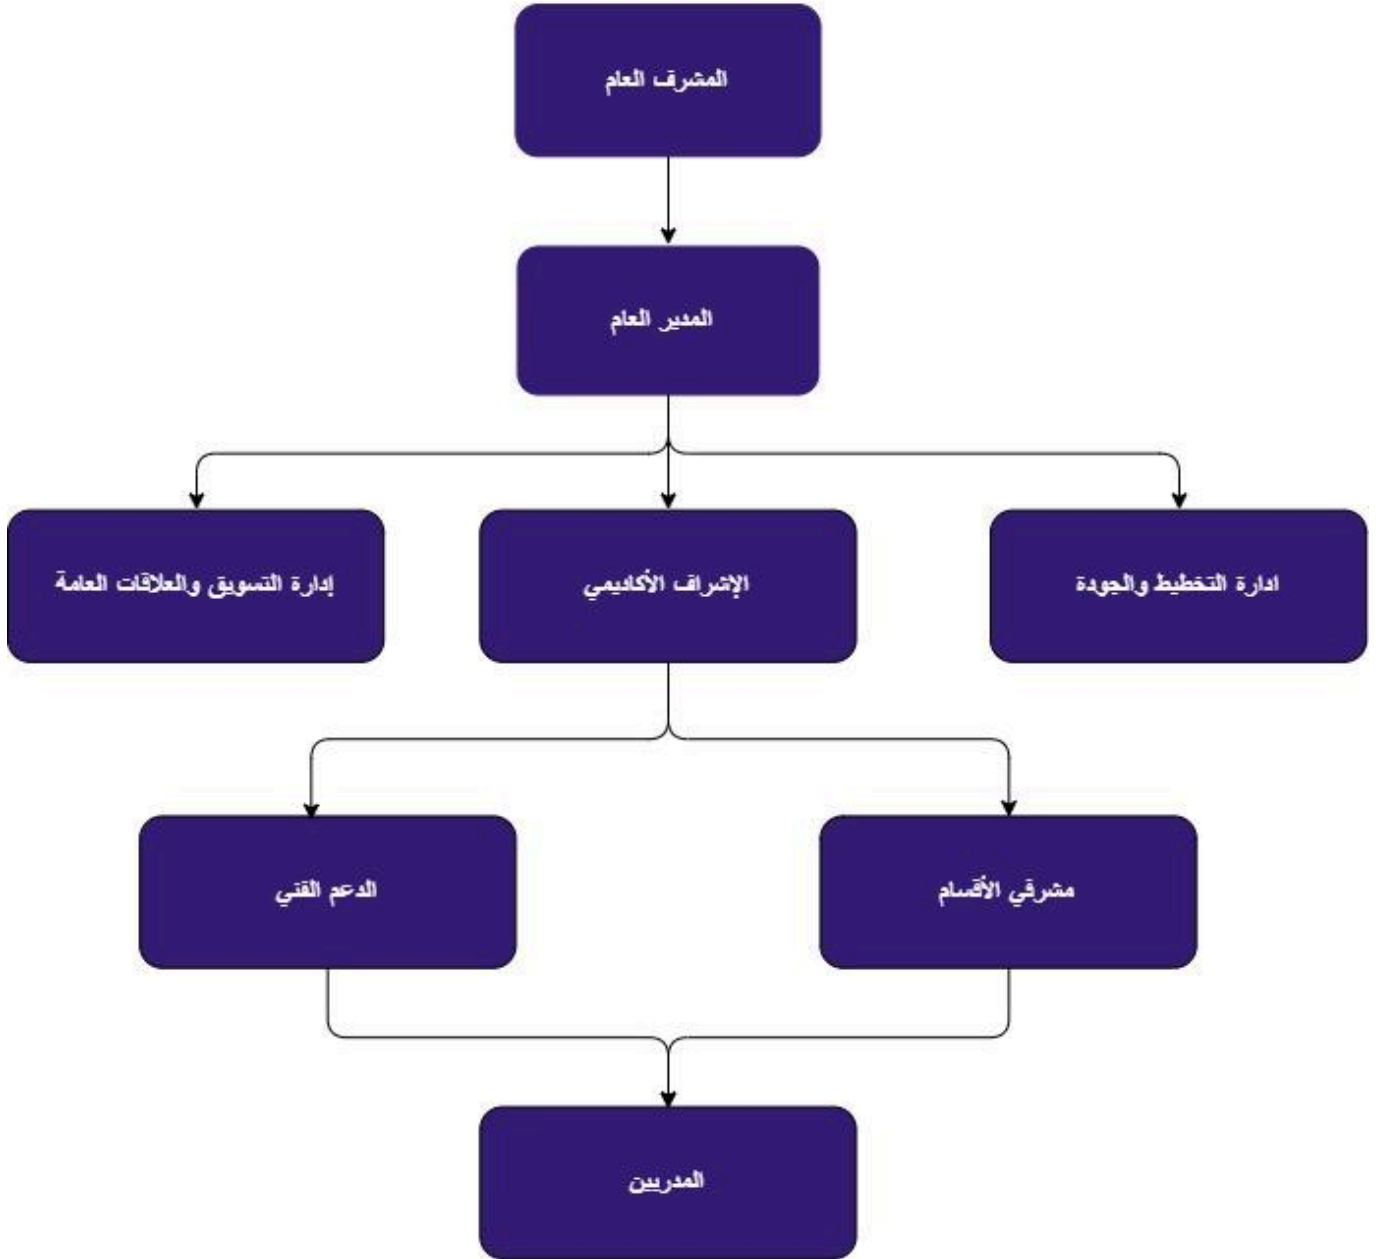 المشرف العام
المدير العام
ادارة التخطيط والجودة
الإشراف الأكاديمي
إدارة التسويق والعلاقات العامة
مشرفي الأقسام
الدعم الفني
المدربين